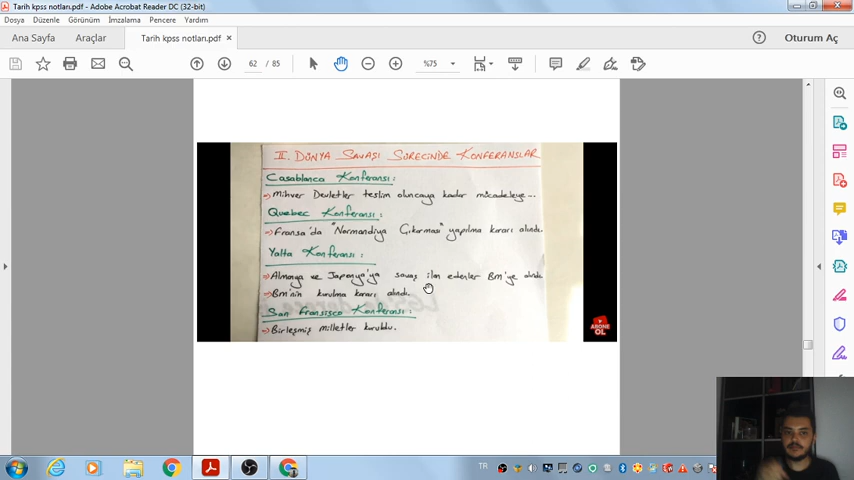 Tarih kpss notları.pdf - Adobe Acrobat Reader DC (32-bit)
Dosya Düzenle Görünüm İmzalama Pencere Yardım
Ana Sayfa Araçlar Tarih kpss notları.pdf × Oturum Aç
62 / 85 %75
II. DÜNYA SAVAŞI SÜRECİNDE KONFERANSLAR
Casablanca Konferansı:
→ Mihver Devletler teslim oluncaya kadar mücadeleye...
Quebec Konferansı:
→ Fransa'da "Normandiya Çıkarması" yapılma kararı alındı.
Yalta Konferansı:
→ Almanya ve Japonya'ya savaş ilan edenler Bm'ye alındı
→ Bm'nin kurulma kararı alındı.
San Fransisco Konferansı:
→ Birleşmiş milletler kuruldu.
ABONE
OL
TR